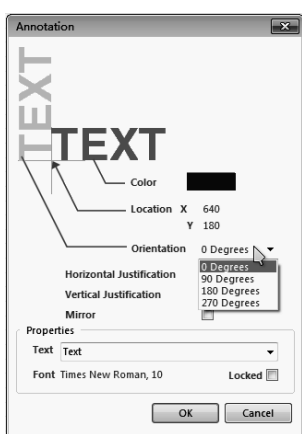 Annotation
TEXT
TEXT
Color
Location X 640
Y 180
Orientation 0 Degrees
0 Degrees
90 Degrees
180 Degrees
270 Degrees
Horizontal Justification
Vertical Justification
Mirror
Properties
Text Text
Font Times New Roman, 10 Locked
OK Cancel